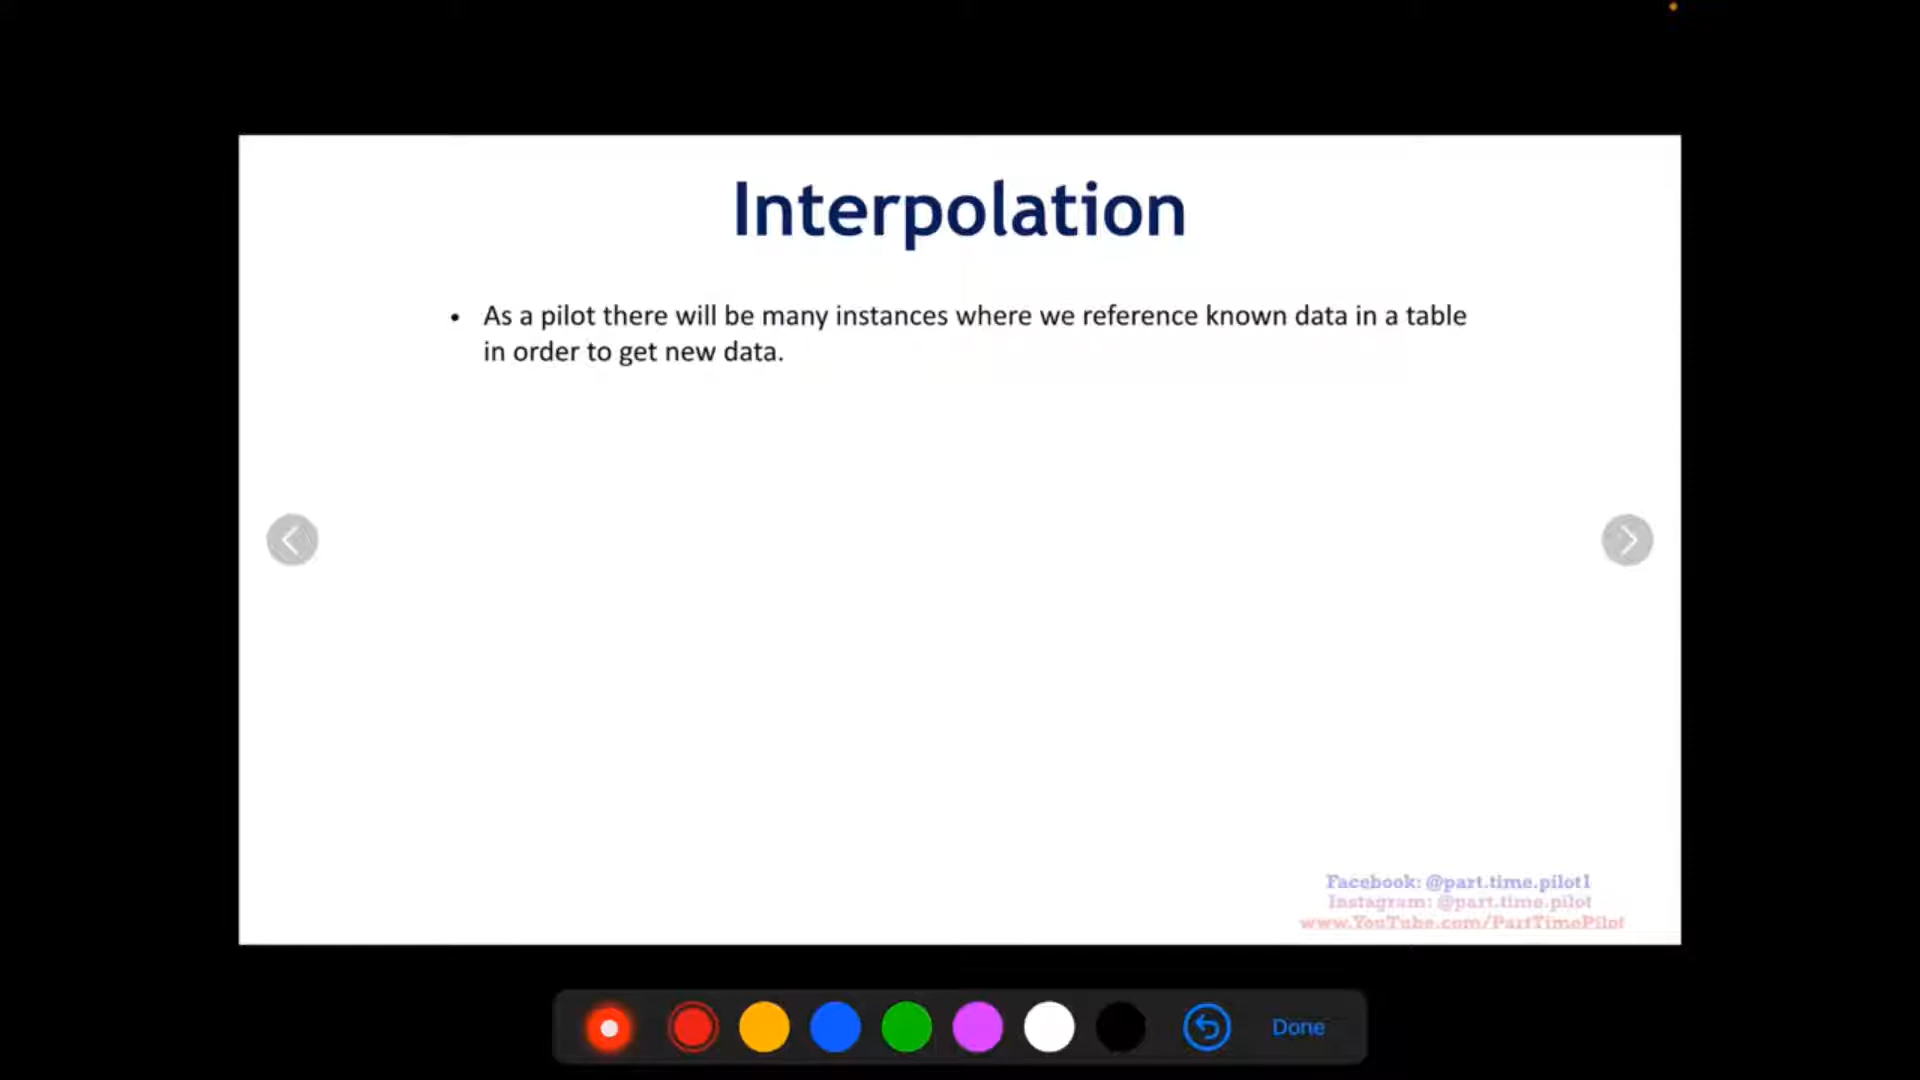 Interpolation
• As a pilot there will be many instances where we reference known data in a table
in order to get new data.
Facebook: @part.time.pilot1
Instagram: @part.time.pilot
www.YouTube.com/PartTimePilot
Done